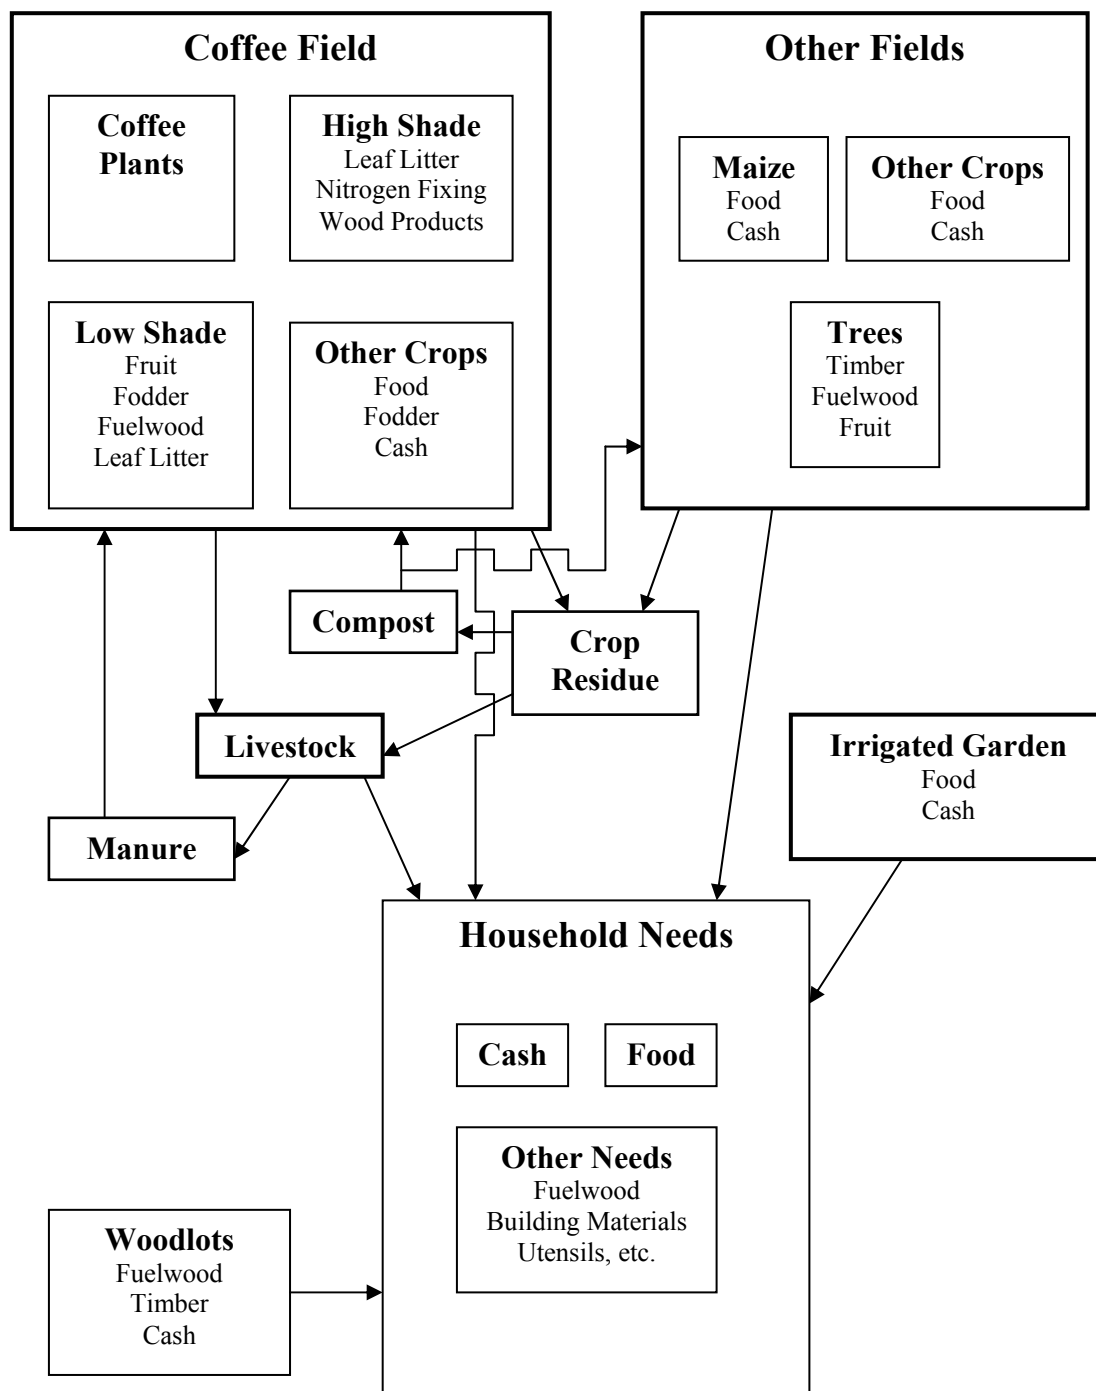 Coffee Field
Coffee
Plants
High Shade
Leaf Litter
Nitrogen Fixing
Wood Products
Low Shade
Fruit
Fodder
Fuelwood
Leaf Litter
Other Crops
Food
Fodder
Cash
Other Fields
Maize
Food
Cash
Other Crops
Food
Cash
Trees
Timber
Fuelwood
Fruit
Compost
Crop
Residue
Livestock
Manure
Irrigated Garden
Food
Cash
Household Needs
Cash
Food
Other Needs
Fuelwood
Building Materials
Utensils, etc.
Woodlots
Fuelwood
Timber
Cash